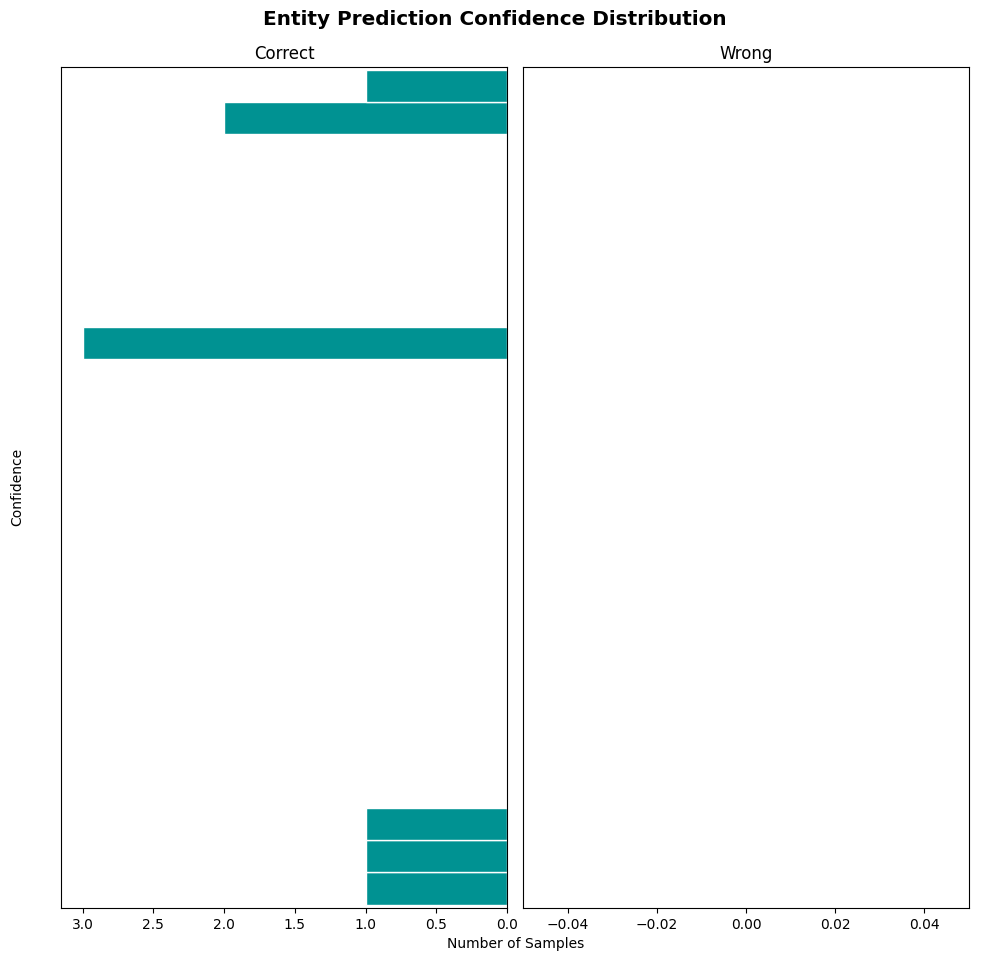 Entity Prediction Confidence Distribution
Correct
Wrong
Confidence
3.0 2.5 2.0 1.5 1.0 0.5 0.0
−0.04 −0.02 0.00 0.02 0.04
Number of Samples